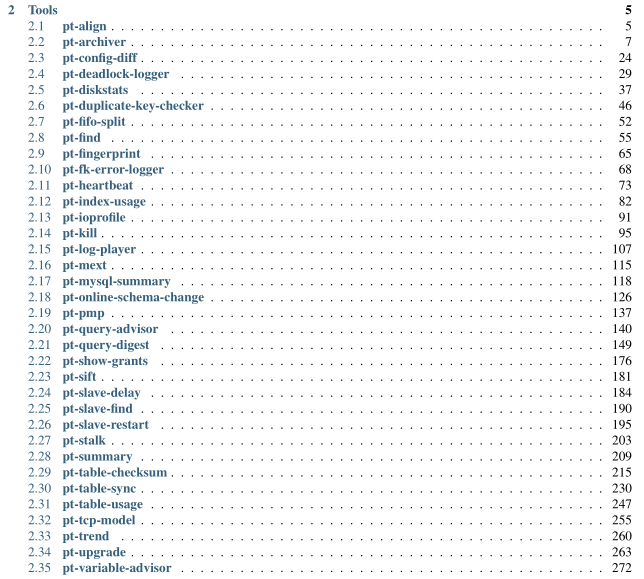 2 Tools 5
2.1 pt-align . . . . . . . . . . . . . . . . . . . . . . . . . . . . . . . . . . . . . . . . . . 5
2.2 pt-archiver . . . . . . . . . . . . . . . . . . . . . . . . . . . . . . . . . . . . . . . . . . 7
2.3 pt-config-diff . . . . . . . . . . . . . . . . . . . . . . . . . . . . . . . . . . . . . . . . . . 24
2.4 pt-deadlock-logger . . . . . . . . . . . . . . . . . . . . . . . . . . . . . . . . . . . . . . . 29
2.5 pt-diskstats . . . . . . . . . . . . . . . . . . . . . . . . . . . . . . . . . . . . . . . . . . 37
2.6 pt-duplicate-key-checker . . . . . . . . . . . . . . . . . . . . . . . . . . . . . . . . . . . . 46
2.7 pt-fifo-split . . . . . . . . . . . . . . . . . . . . . . . . . . . . . . . . . . . . . . . . . . 52
2.8 pt-find . . . . . . . . . . . . . . . . . . . . . . . . . . . . . . . . . . . . . . . . . . 55
2.9 pt-fingerprint . . . . . . . . . . . . . . . . . . . . . . . . . . . . . . . . . . . . . . . . . 65
2.10 pt-fk-error-logger . . . . . . . . . . . . . . . . . . . . . . . . . . . . . . . . . . . . . . . 68
2.11 pt-heartbeat . . . . . . . . . . . . . . . . . . . . . . . . . . . . . . . . . . . . . . . . . . 73
2.12 pt-index-usage . . . . . . . . . . . . . . . . . . . . . . . . . . . . . . . . . . . . . . . . . 82
2.13 pt-ioprofile . . . . . . . . . . . . . . . . . . . . . . . . . . . . . . . . . . . . . . . . . . 91
2.14 pt-kill . . . . . . . . . . . . . . . . . . . . . . . . . . . . . . . . . . . . . . . . . . 95
2.15 pt-log-player . . . . . . . . . . . . . . . . . . . . . . . . . . . . . . . . . . . . . . . . . 107
2.16 pt-mext . . . . . . . . . . . . . . . . . . . . . . . . . . . . . . . . . . . . . . . . . . 115
2.17 pt-mysql-summary . . . . . . . . . . . . . . . . . . . . . . . . . . . . . . . . . . . . . . . 118
2.18 pt-online-schema-change . . . . . . . . . . . . . . . . . . . . . . . . . . . . . . . . . . . . 126
2.19 pt-pmp . . . . . . . . . . . . . . . . . . . . . . . . . . . . . . . . . . . . . . . . . . 137
2.20 pt-query-advisor . . . . . . . . . . . . . . . . . . . . . . . . . . . . . . . . . . . . . . . . 140
2.21 pt-query-digest . . . . . . . . . . . . . . . . . . . . . . . . . . . . . . . . . . . . . . . . 149
2.22 pt-show-grants . . . . . . . . . . . . . . . . . . . . . . . . . . . . . . . . . . . . . . . . 176
2.23 pt-sift . . . . . . . . . . . . . . . . . . . . . . . . . . . . . . . . . . . . . . . . . . 181
2.24 pt-slave-delay . . . . . . . . . . . . . . . . . . . . . . . . . . . . . . . . . . . . . . . . . 184
2.25 pt-slave-find . . . . . . . . . . . . . . . . . . . . . . . . . . . . . . . . . . . . . . . . . 190
2.26 pt-slave-restart . . . . . . . . . . . . . . . . . . . . . . . . . . . . . . . . . . . . . . . . 195
2.27 pt-stalk . . . . . . . . . . . . . . . . . . . . . . . . . . . . . . . . . . . . . . . . . . 203
2.28 pt-summary . . . . . . . . . . . . . . . . . . . . . . . . . . . . . . . . . . . . . . . . . . 209
2.29 pt-table-checksum . . . . . . . . . . . . . . . . . . . . . . . . . . . . . . . . . . . . . . . 215
2.30 pt-table-sync . . . . . . . . . . . . . . . . . . . . . . . . . . . . . . . . . . . . . . . . . 230
2.31 pt-table-usage . . . . . . . . . . . . . . . . . . . . . . . . . . . . . . . . . . . . . . . . . 247
2.32 pt-tcp-model . . . . . . . . . . . . . . . . . . . . . . . . . . . . . . . . . . . . . . . . . 255
2.33 pt-trend . . . . . . . . . . . . . . . . . . . . . . . . . . . . . . . . . . . . . . . . . . 260
2.34 pt-upgrade . . . . . . . . . . . . . . . . . . . . . . . . . . . . . . . . . . . . . . . . . . 263
2.35 pt-variable-advisor . . . . . . . . . . . . . . . . . . . . . . . . . . . . . . . . . . . . . . . 272